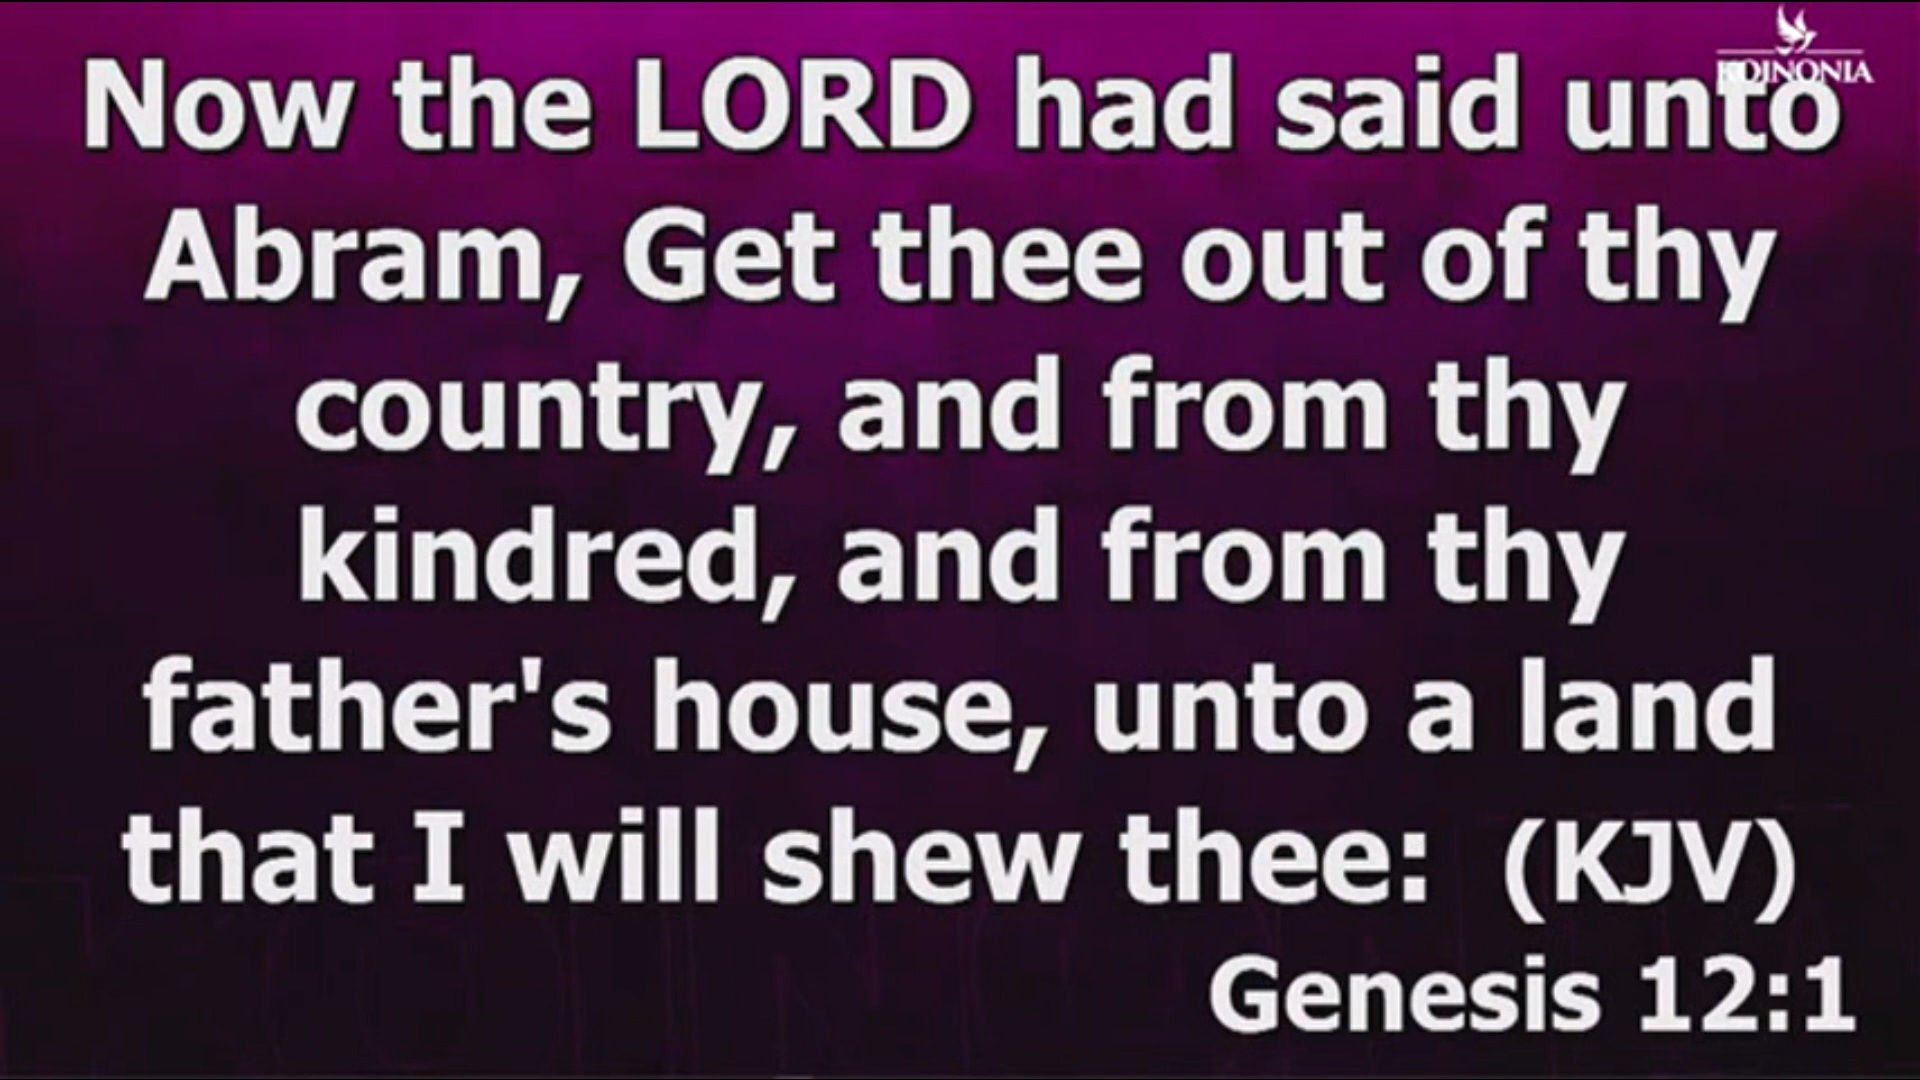 KOINONIA
Now the LORD had said unto
Abram, Get thee out of thy
country, and from thy
kindred, and from thy
father's house, unto a land
that I will shew thee:  (KJV)
Genesis 12:1